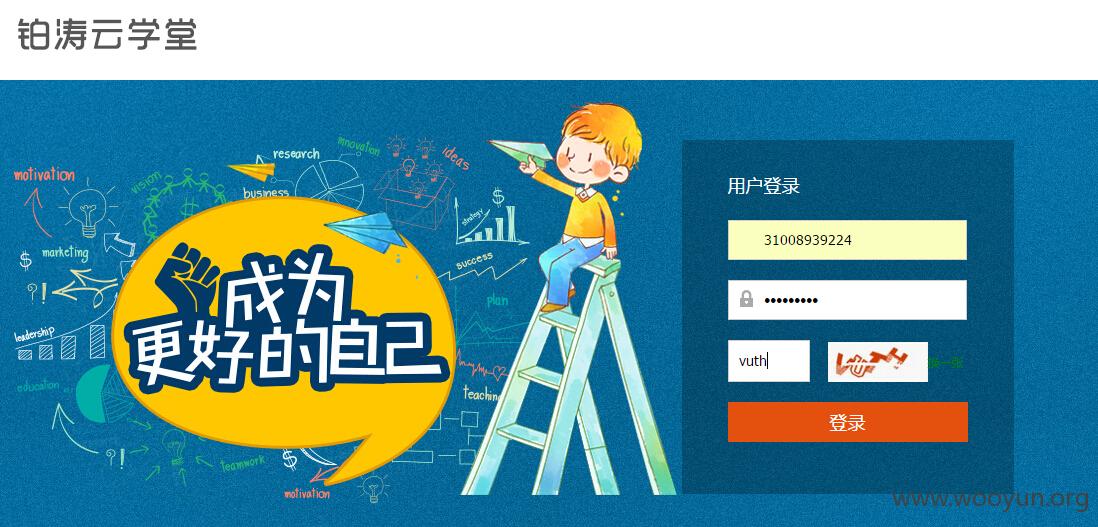 铂涛云学堂
research
innovation
ideas
motivation
vision
business
strategy
marketing
成为
更好的自己
success
plan
leadership
education
teaching
teamwork
motivation
用户登录
31008939224
•••••••••
vuth
换一张
登录
www.wooyun.org